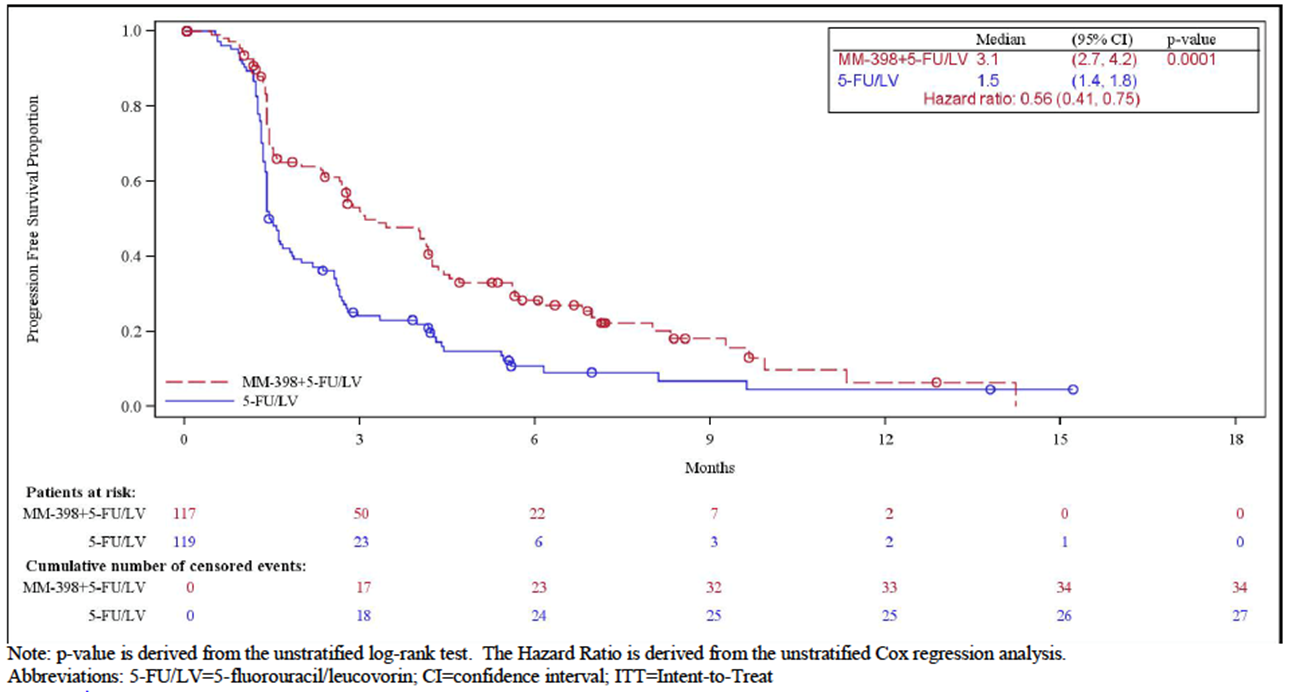 Median (95% CI) p-value
MM-398+5-FU/LV 3.1 (2.7, 4.2) 0.0001
5-FU/LV 1.5 (1.4, 1.8)
Hazard ratio: 0.56 (0.41, 0.75)
Progression Free Survival Proportion
1.0
0.8
0.6
0.4
0.2
0.0
MM-398+5-FU/LV
5-FU/LV
0 3 6 9 12 15 18
Months
Patients at risk:
MM-398+5-FU/LV 117 50 22 7 2 0 0
5-FU/LV 119 23 6 3 2 1 0
Cumulative number of censored events:
MM-398+5-FU/LV 0 17 23 32 33 34 34
5-FU/LV 0 18 24 25 25 26 27
Note: p-value is derived from the unstratified log-rank test. The Hazard Ratio is derived from the unstratified Cox regression analysis.
Abbreviations: 5-FU/LV=5-fluorouracil/leucovorin; CI=confidence interval; ITT=Intent-to-Treat